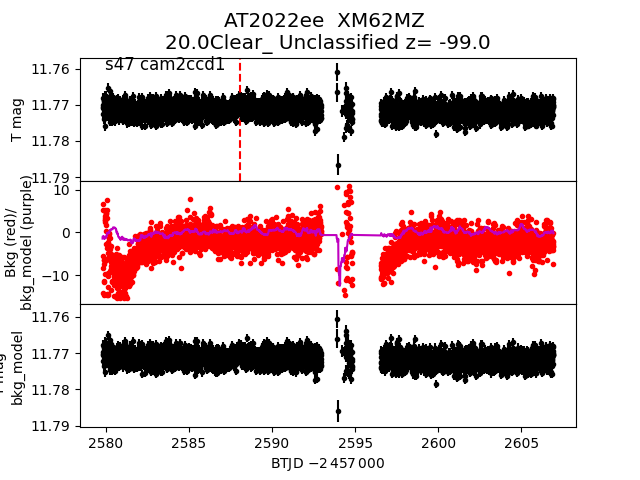 AT2022ee  XM62MZ
20.0Clear_ Unclassified z= -99.0
s47 cam2ccd1
T mag
11.76
11.77
11.78
11.79
Bkg (red)/
bkg_model (purple)
10
0
−10
bkg_model
11.76
11.77
11.78
11.79
2580
2585
2590
2595
2600
2605
BTJD −2 457 000